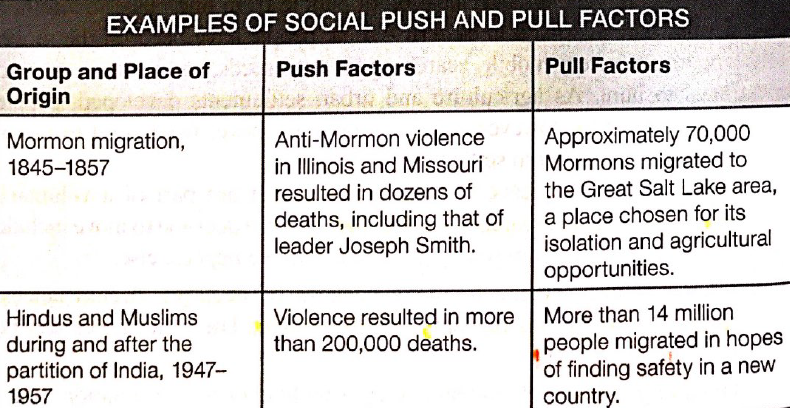 EXAMPLES OF SOCIAL PUSH AND PULL FACTORS
Group and Place of
Origin
Push Factors
Pull Factors
Mormon migration,
1845–1857
Anti-Mormon violence
in Illinois and Missouri
resulted in dozens of
deaths, including that of
leader Joseph Smith.
Approximately 70,000
Mormons migrated to
the Great Salt Lake area,
a place chosen for its
isolation and agricultural
opportunities.
Hindus and Muslims
during and after the
partition of India, 1947–
1957
Violence resulted in more
than 200,000 deaths.
More than 14 million
people migrated in hopes
of finding safety in a new
country.